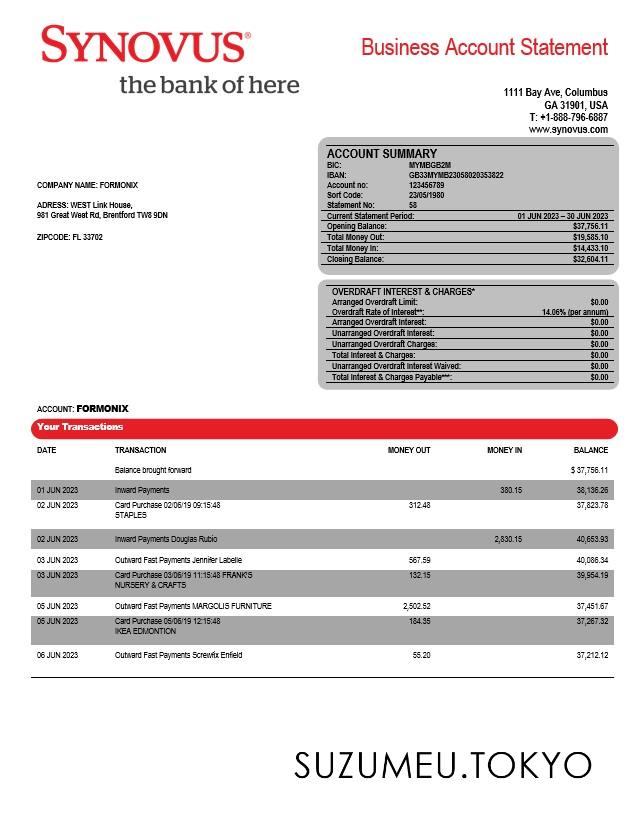 SYNOVUS®
the bank of here
Business Account Statement
1111 Bay Ave, Columbus
GA 31901, USA
T: +1-888-796-6887
www.synovus.com
COMPANY NAME: FORMONIX
ADRESS: WEST Link House,
981 Great West Rd, Brentford TW8 9DN
ZIPCODE: FL 33702
ACCOUNT SUMMARY
BIC: MYMBGB2M
IBAN: GB33MYMB23058020353822
Account no: 123456789
Sort Code: 23/05/1980
Statement No: 58
Current Statement Period: 01 JUN 2023 – 30 JUN 2023
Opening Balance: $37,756.11
Total Money Out: $19,585.10
Total Money In: $14,433.10
Closing Balance: $32,604.11
OVERDRAFT INTEREST & CHARGES*
Arranged Overdraft Limit: $0.00
Overdraft Rate of Interest**: 14.06% (per annum)
Arranged Overdraft Interest: $0.00
Unarranged Overdraft Interest: $0.00
Unarranged Overdraft Charges: $0.00
Total Interest & Charges: $0.00
Unarranged Overdraft Interest Waived: $0.00
Total Interest & Charges Payable***: $0.00
ACCOUNT: FORMONIX
Your Transactions
DATE TRANSACTION MONEY OUT MONEY IN BALANCE
Balance brought forward $ 37,756.11
01 JUN 2023 Inward Payments 380.15 38,136.26
02 JUN 2023 Card Purchase 02/06/19 09:15:48 312.48 37,823.78
STAPLES
02 JUN 2023 Inward Payments Douglas Rubio 2,830.15 40,653.93
03 JUN 2023 Outward Fast Payments Jennifer Labelle 567.59 40,086.34
03 JUN 2023 Card Purchase 03/06/19 11:15:48 FRANK'S 132.15 39,954.19
NURSERY & CRAFTS
05 JUN 2023 Outward Fast Payments MARGOLIS FURNITURE 2,502.52 37,451.67
05 JUN 2023 Card Purchase 05/06/19 12:15:48 184.35 37,267.32
IKEA EDMONTION
06 JUN 2023 Outward Fast Payments Screwfix Enfield 55.20 37,212.12
SUZUMEU.TOKYO